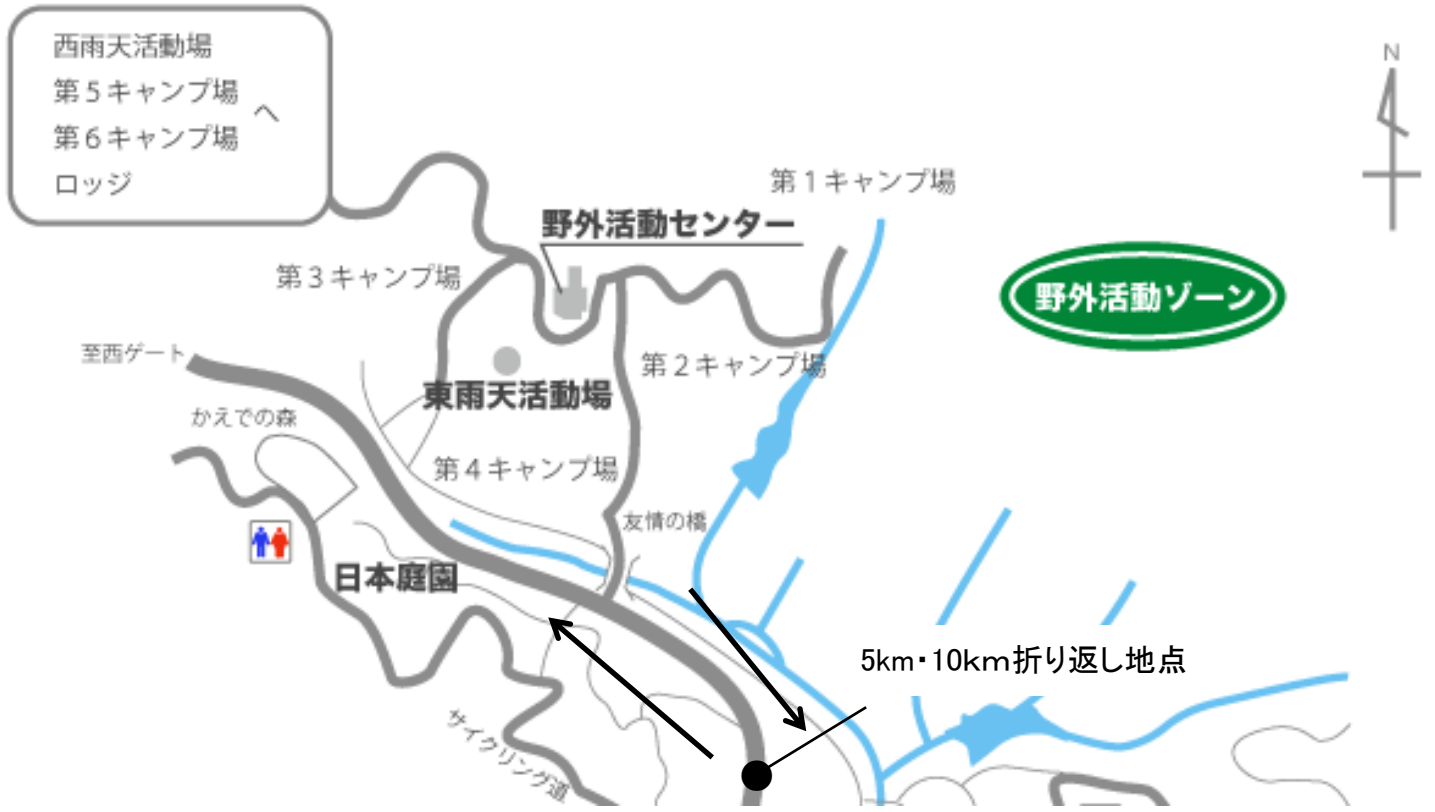 西雨天活動場
第5キャンプ場
第6キャンプ場
へ
ロッジ
N
第1キャンプ場
野外活動センター
第3キャンプ場
野外活動ゾーン
至西ゲート
第2キャンプ場
東雨天活動場
かえでの森
第4キャンプ場
友情の橋
日本庭園
5km・10km折り返し地点
サイクリング道